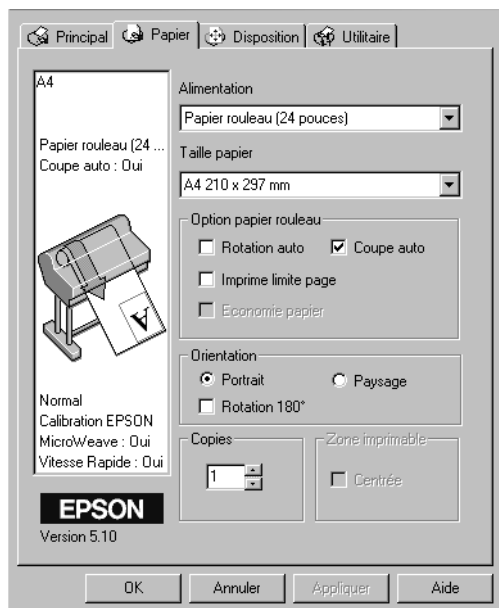 Principal Papier Disposition Utilitaire
A4
Papier rouleau (24 ...
Coupe auto : Oui
A
Normal
Calibration EPSON
MicroWeave : Oui
Vitesse Rapide : Oui
EPSON
Version 5.10
Alimentation
Papier rouleau (24 pouces)
Taille papier
A4 210 x 297 mm
Option papier rouleau
Rotation auto Coupe auto
Imprime limite page
Economie papier
Orientation
Portrait Paysage
Rotation 180°
Copies
1
Zone imprimable
Centrée
OK Annuler Appliquer Aide